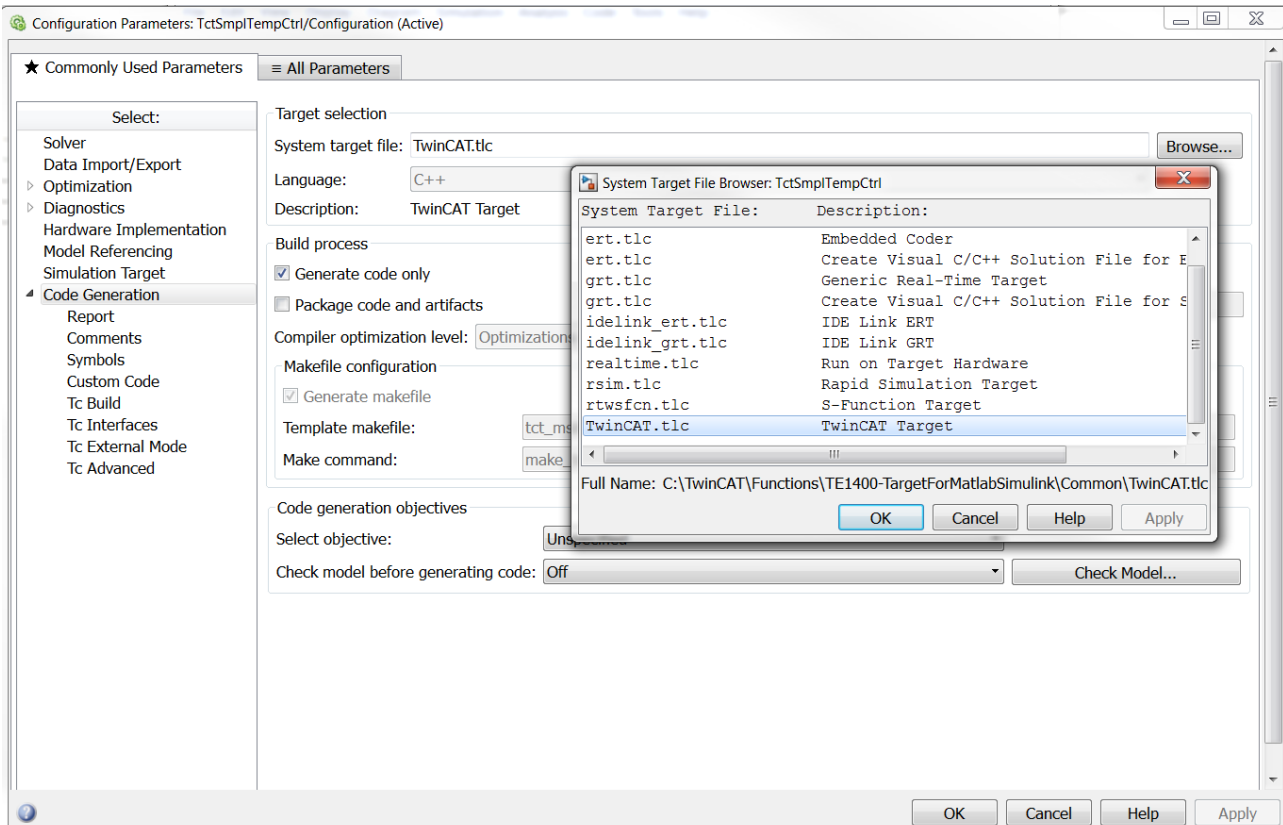 Configuration Parameters: TctSmplTempCtrl/Configuration (Active)
★ Commonly Used Parameters
≡ All Parameters
Select:
Solver
Data Import/Export
Optimization
Diagnostics
Hardware Implementation
Model Referencing
Simulation Target
Code Generation
Report
Comments
Symbols
Custom Code
Tc Build
Tc Interfaces
Tc External Mode
Tc Advanced
Target selection
System target file: TwinCAT.tlc
Browse...
Language: C++
Description: TwinCAT Target
Build process
Generate code only
Package code and artifacts
Compiler optimization level: Optimizations
Makefile configuration
Generate makefile
Template makefile: tct_ms
Make command: make_
Code generation objectives
Select objective: Unspecified
Check model before generating code: Off
Check Model...
System Target File Browser: TctSmplTempCtrl
System Target File: Description:
ert.tlc Embedded Coder
ert.tlc Create Visual C/C++ Solution File for E
grt.tlc Generic Real-Time Target
grt.tlc Create Visual C/C++ Solution File for S
idelink_ert.tlc IDE Link ERT
idelink_grt.tlc IDE Link GRT
realtime.tlc Run on Target Hardware
rsim.tlc Rapid Simulation Target
rtwsfcn.tlc S-Function Target
TwinCAT.tlc TwinCAT Target
Full Name: C:\TwinCAT\Functions\TE1400-TargetForMatlabSimulink\Common\TwinCAT.tlc
OK Cancel Help Apply
OK Cancel Help Apply